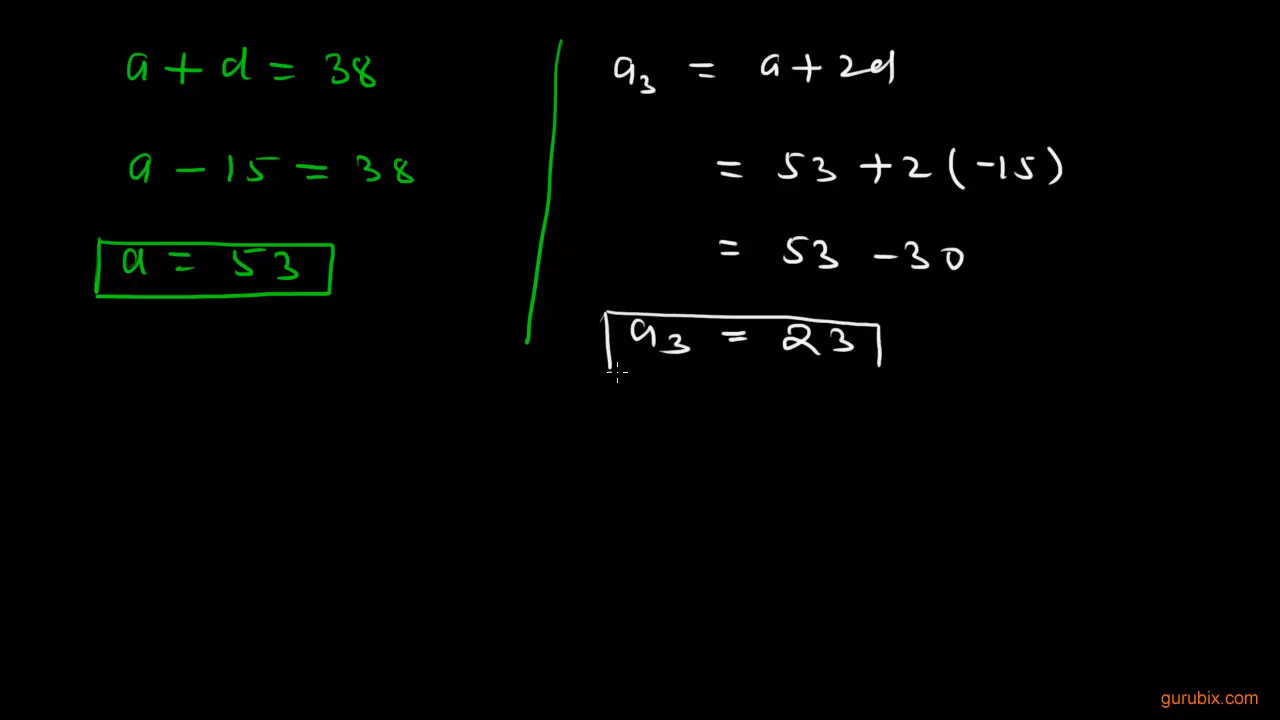 a + d = 38
a - 15 = 38
a = 53
a₃ = a + 2d
= 53 + 2(-15)
= 53 - 30
a₃ = 23
gurubix.com